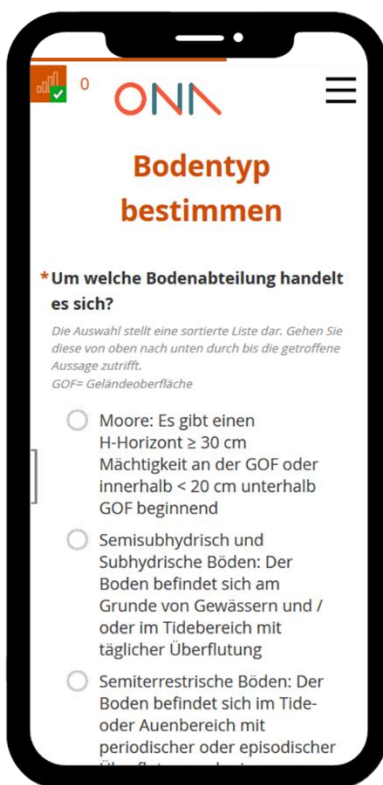 0
ONA
Bodentyp
bestimmen
*Um welche Bodenabteilung handelt
es sich?
Die Auswahl stellt eine sortierte Liste dar. Gehen Sie
diese von oben nach unten durch bis die getroffene
Aussage zutrifft.
GOF= Geländeoberfläche
Moore: Es gibt einen
H-Horizont ≥ 30 cm
Mächtigkeit an der GOF oder
innerhalb < 20 cm unterhalb
GOF beginnend
Semisubhydrisch und
Subhydrische Böden: Der
Boden befindet sich am
Grunde von Gewässern und /
oder im Tidebereich mit
täglicher Überflutung
Semiterrestrische Böden: Der
Boden befindet sich im Tide-
oder Auenbereich mit
periodischer oder episodischer